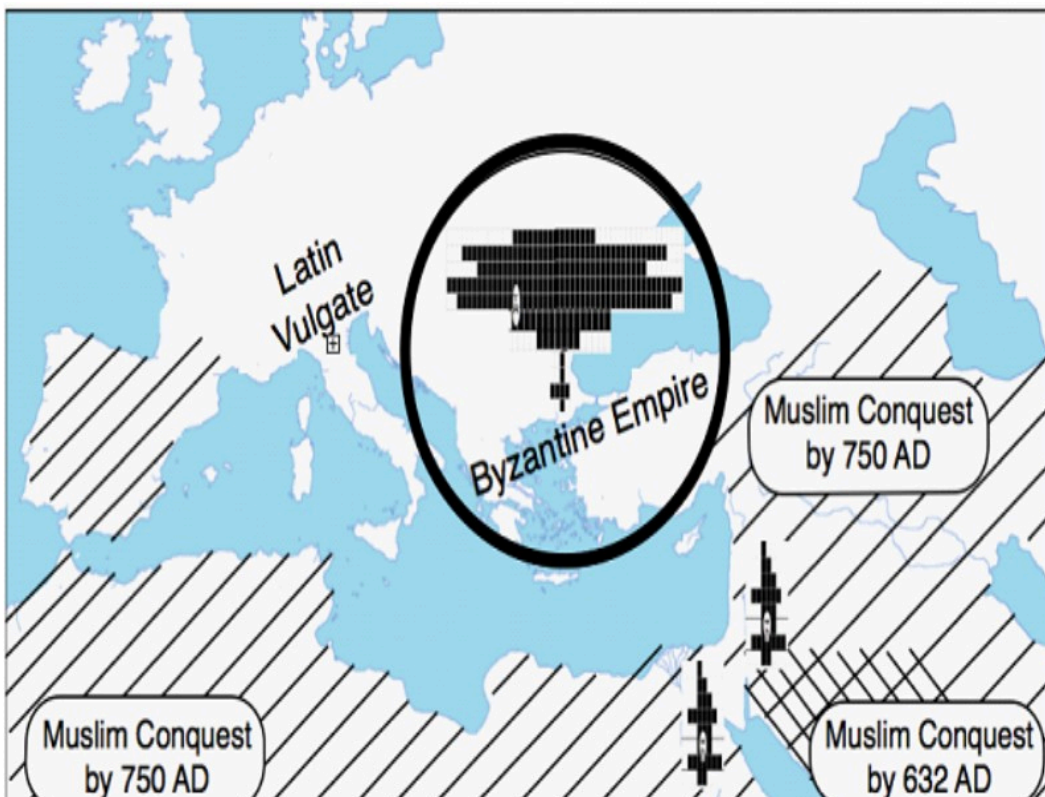 Latin
Vulgate
Byzantine Empire
Muslim Conquest
by 750 AD
Muslim Conquest
by 750 AD
Muslim Conquest
by 632 AD